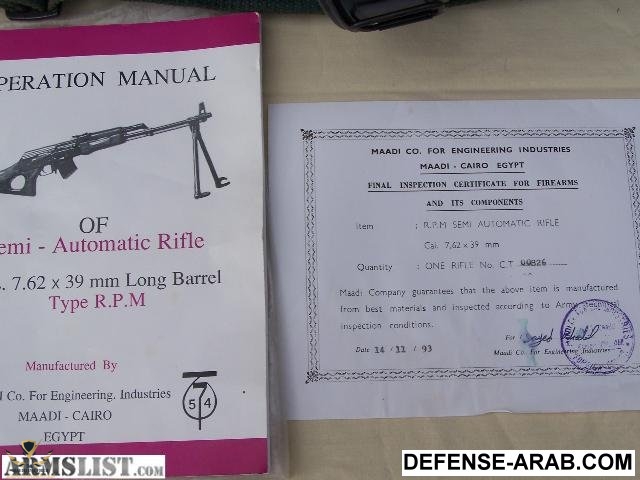 PERATION MANUAL
OF
emi - Automatic Rifle
. 7.62 x 39 mm Long Barrel
Type R.P.M
Manufactured By
i Co. For Engineering. Industries
MAADI - CAIRO
EGYPT
54
MAADI CO. FOR ENGINEERING INDUSTRIES
MAADI - CAIRO EGYPT
FINAL INSPECTION CERTIFICATE FOR FIREARMS
AND ITS COMPONENTS
Item : R.P.M SEMI AUTOMATIC RIFLE
Cal. 7,62 x 39 mm
Quantity : ONE RIFLE No. C.T 00826
Maadi Company guarantees that the above item is manufactured
from best materials and inspected according to Army Technical
inspection conditions.
For
Maadi Co. For Engineering Industries
Date 14 / 11 / 93
ARMSLIST.COM
DEFENSE-ARAB.COM